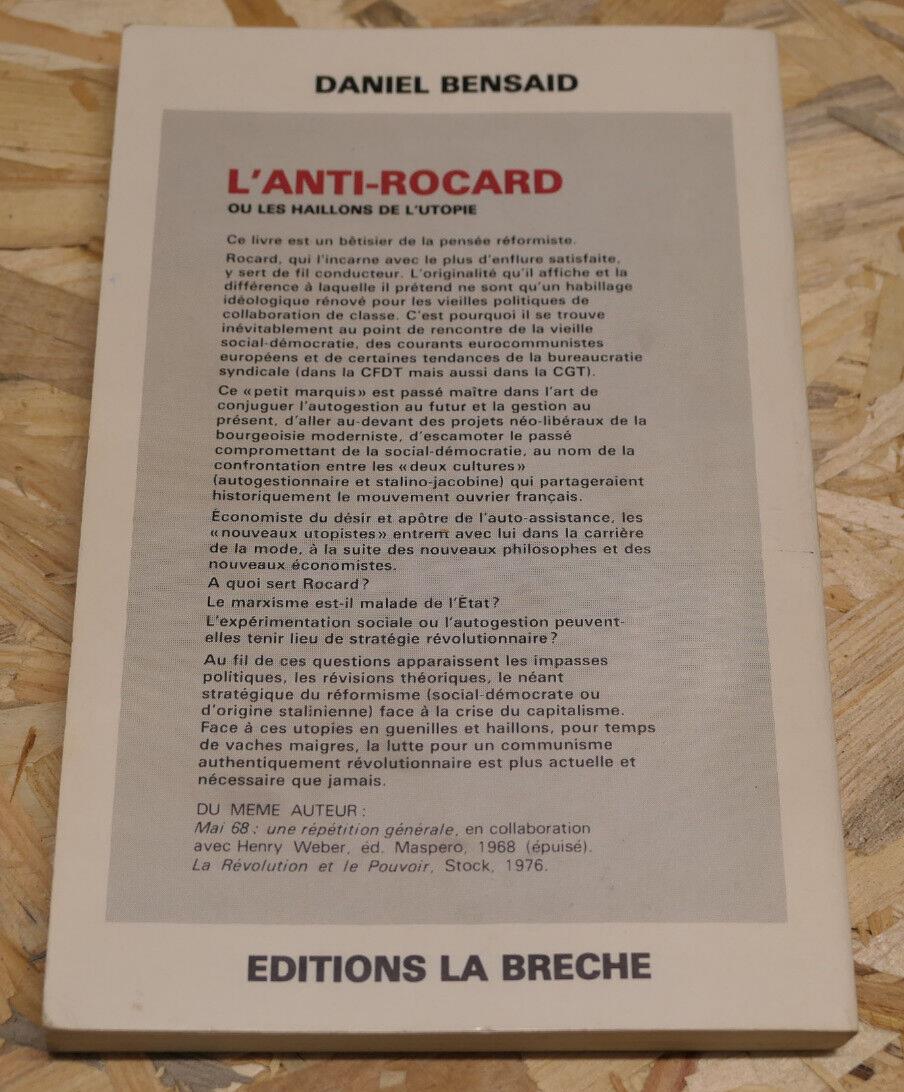 DANIEL BENSAID
L'ANTI-ROCARD
OU LES HAILLONS DE L'UTOPIE
Ce livre est un bêtisier de la pensée réformiste.
Rocard, qui l'incarne avec le plus d'enflure satisfaite,
y sert de fil conducteur. L'originalité qu'il affiche et la
différence à laquelle il prétend ne sont qu'un habillage
idéologique rénové pour les vieilles politiques de
collaboration de classe. C'est pourquoi il se trouve
inévitablement au point de rencontre de la vieille
social-démocratie, des courants eurocommunistes
européens et de certaines tendances de la bureaucratie
syndicale (dans la CFDT mais aussi dans la CGT).
Ce «petit marquis» est passé maître dans l'art de
conjuguer l'autogestion au futur et la gestion au
présent, d'aller au-devant des projets néo-libéraux de la
bourgeoisie moderniste, d'escamoter le passé
compromettant de la social-démocratie, au nom de la
confrontation entre les «deux cultures»
(autogestionnaire et stalino-jacobine) qui partageraient
historiquement le mouvement ouvrier français.
Économiste du désir et apôtre de l'auto-assistance, les
«nouveaux utopistes» entrent avec lui dans la carrière
de la mode, à la suite des nouveaux philosophes et des
nouveaux économistes.
A quoi sert Rocard?
Le marxisme est-il malade de l'État?
L'expérimentation sociale ou l'autogestion peuvent-
elles tenir lieu de stratégie révolutionnaire?
Au fil de ces questions apparaissent les impasses
politiques, les révisions théoriques, le néant
stratégique du réformisme (social-démocrate ou
d'origine stalinienne) face à la crise du capitalisme.
Face à ces utopies en guenilles et haillons, pour temps
de vaches maigres, la lutte pour un communisme
authentiquement révolutionnaire est plus actuelle et
nécessaire que jamais.
DU MEME AUTEUR:
Mai 68: une répétition générale, en collaboration
avec Henry Weber, éd. Maspero, 1968 (épuisé).
La Révolution et le Pouvoir, Stock, 1976.
EDITIONS LA BRECHE